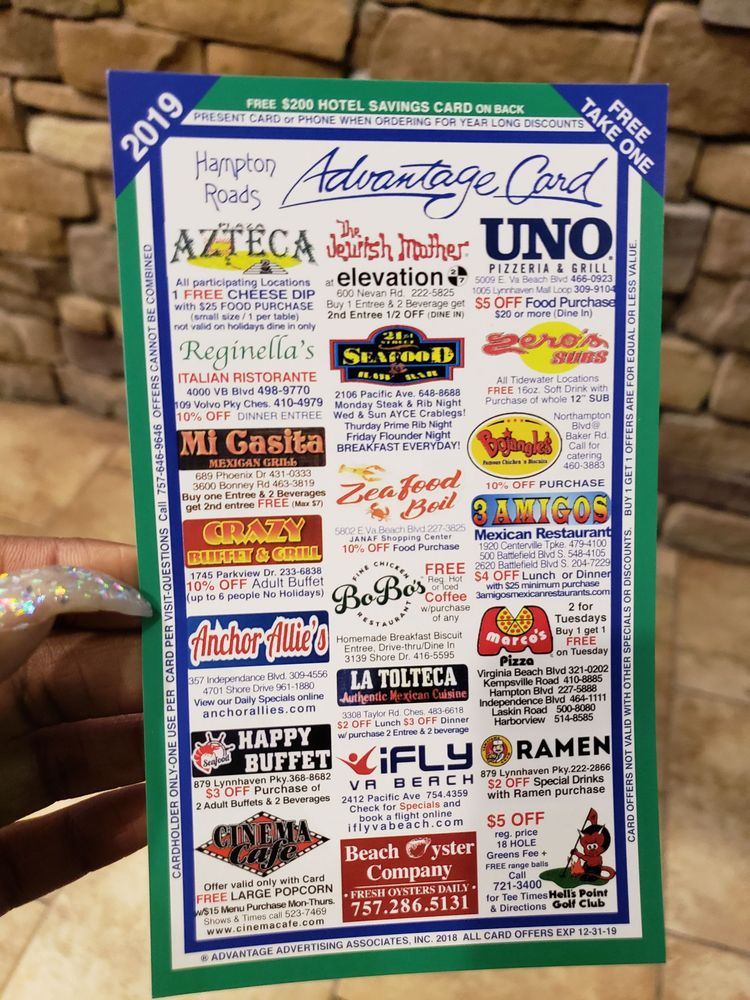 2019
FREE $200 HOTEL SAVINGS CARD ON BACK
PRESENT CARD or PHONE WHEN ORDERING FOR YEAR LONG DISCOUNTS
FREE
TAKE ONE
Hampton
Roads
Advantage Card
PLAZA
AZTECA
All participating Locations
1 FREE CHEESE DIP
with $25 FOOD PURCHASE
(small size / 1 per table)
not valid on holidays dine in only
Reginella's
ITALIAN RISTORANTE
4000 VB Blvd 498-9770
109 Volvo Pky Ches. 410-4979
10% OFF DINNER ENTREE
Mi Casita
MEXICAN GRILL
689 Phoenix Dr 431-0333
3600 Bonney Rd 463-3819
Buy one Entree & 2 Beverages
get 2nd entree FREE (Max $7)
CRAZY
BUFFET & GRILL
1745 Parkview Dr. 233-6838
10% OFF Adult Buffet
(up to 6 people No Holidays)
Anchor Allie's
357 Independance Blvd. 309-4556
4701 Shore Drive 961-1880
View our Daily Specials online
anchorallies.com
Seafood
HAPPY
BUFFET
879 Lynnhaven Pky.368-8682
$3 OFF Purchase of
2 Adult Buffets & 2 Beverages
CINEMA
Cafe
Offer valid only with Card
FREE LARGE POPCORN
w/$15 Menu Purchase Mon-Thurs.
Shows & Times call 523-7469
www.cinemacafe.com
The
Jewish Mother
at elevation 27
600 Nevan Rd. 222-5825
Buy 1 Entree & 2 Beverage get
2nd Entree 1/2 OFF (DINE IN)
21st
STREET
SEAFOOD
& RAW BAR
2106 Pacific Ave. 648-8688
Monday Steak & Rib Night
Wed & Sun AYCE Crablegs!
Thurday Prime Rib Night
Friday Flounder Night
BREAKFAST EVERYDAY!
Zeafood
Boil
5802 E.Va.Beach Blvd.227-3825
JANAF Shopping Center
10% OFF Food Purchase
FINE CHICKEN
BoBo's
RESTAURANT
FREE
Reg. Hot
or Iced
Coffee
w/purchase
of any
Homemade Breakfast Biscuit
Entree, Drive-thru/Dine In
3139 Shore Dr. 416-5595
LA TOLTECA
Authentic Mexican Cuisine
3308 Taylor Rd. Ches. 483-6618
$2 OFF Lunch $3 OFF Dinner
w/ purchase 2 Entree & 2 beverage
iFLY
VA BEACH
2412 Pacific Ave 754.4359
Check for Specials and
book a flight online
iflyvabeach.com
Beach Oyster
Company
• FRESH OYSTERS DAILY •
757.286.5131
UNO
PIZZERIA & GRILL
5009 E. Va Beach Blvd 466-0923
1005 Lynnhaven Mall Loop 309-9104
$5 OFF Food Purchase
$20 or more (Dine In)
zero's
SUBS
All Tidewater Locations
FREE 16oz. Soft Drink with
Purchase of whole 12" SUB
Bojangles'
Famous Chicken 'n Biscuits
Northampton
Blvd@
Baker Rd.
Call for
catering
460-3883
10% OFF PURCHASE
3 AMIGOS
Mexican Restaurant
1920 Centerville Tpke. 479-4100
500 Battlefield Blvd S. 548-4105
2620 Battlefield Blvd S. 204-7229
$4 OFF Lunch or Dinner
with $25 minimum purchase
3amigosmexicanrestaurants.com
marco's
Pizza
2 for
Tuesdays
Buy 1 get 1
FREE
on Tuesday
Virginia Beach Blvd 321-0202
Kempsville Road 410-8885
Hampton Blvd 227-5888
Independence Blvd 464-1111
Laskin Road 500-8080
Harborview 514-8585
RAMEN
879 Lynnhaven Pky.222-2866
$2 OFF Special Drinks
with Ramen purchase
$5 OFF
reg. price
18 HOLE
Greens Fee +
FREE range balls
Call
721-3400
for Tee Times
& Directions
Hell's Point
Golf Club
CARDHOLDER ONLY-ONE USE PER CARD PER VISIT-QUESTIONS Call 757-646-9646 OFFERS CANNOT BE COMBINED
CARD OFFERS NOT VALID WITH OTHER SPECIALS OR DISCOUNTS. BUY 1 GET 1 OFFERS ARE FOR EQUAL OR LESS VALUE.
® ADVANTAGE ADVERTISING ASSOCIATES, INC. 2018 ALL CARD OFFERS EXP 12-31-19